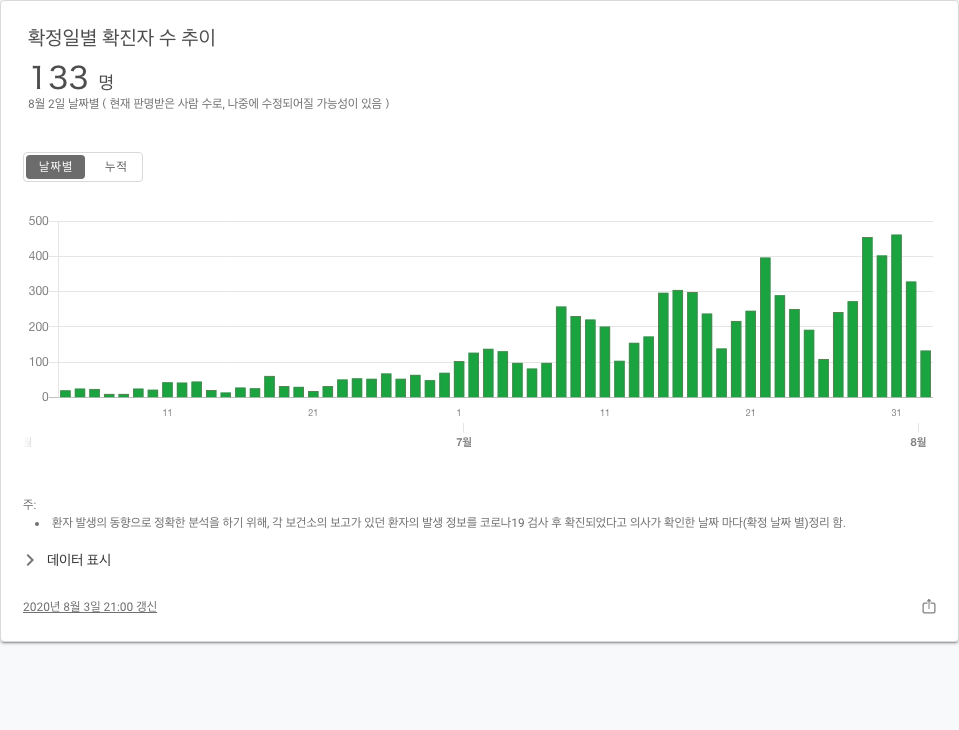 확정일별 확진자 수 추이
133 명
8월 2일 날짜별 ( 현재 판명받은 사람 수로, 나중에 수정되어질 가능성이 있음 )
날짜별 누적
500
400
300
200
100
0
11 21 1 11 21 31
월 7월 8월
주:
• 환자 발생의 동향으로 정확한 분석을 하기 위해, 각 보건소의 보고가 있던 환자의 발생 정보를 코로나19 검사 후 확진되었다고 의사가 확인한 날짜 마다(확정 날짜 별)정리 함.
데이터 표시
2020년 8월 3일 21:00 갱신